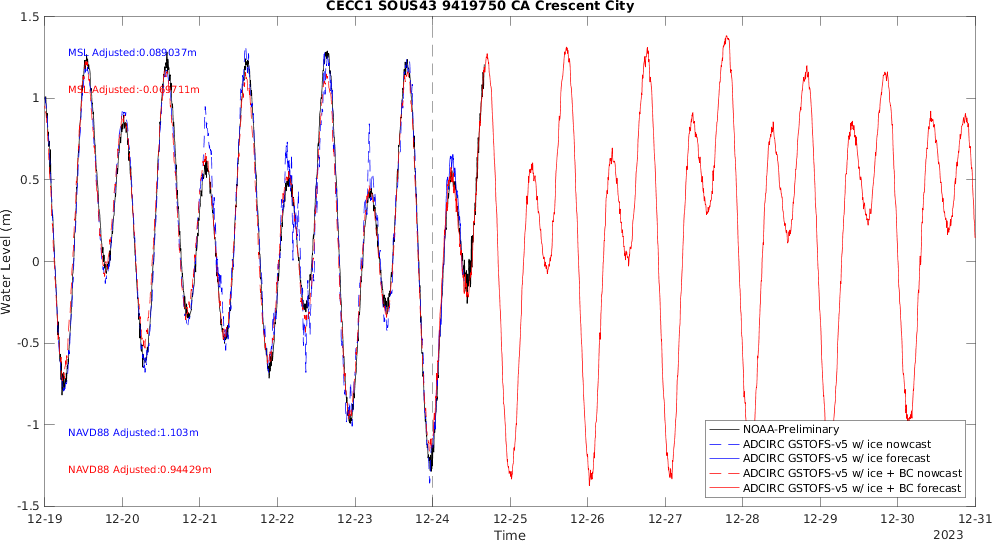 CECC1 SOUS43 9419750 CA Crescent City
1.5
MSL Adjusted:0.089037m
MSL Adjusted:-0.069711m
1
0.5
Water Level (m)
0
-0.5
-1
NAVD88 Adjusted:1.103m
NAVD88 Adjusted:0.94429m
NOAA-Preliminary
ADCIRC GSTOFS-v5 w/ ice nowcast
ADCIRC GSTOFS-v5 w/ ice forecast
ADCIRC GSTOFS-v5 w/ ice + BC nowcast
ADCIRC GSTOFS-v5 w/ ice + BC forecast
-1.5
12-19 12-20 12-21 12-22 12-23 12-24 12-25 12-26 12-27 12-28 12-29 12-30 12-31
Time
2023